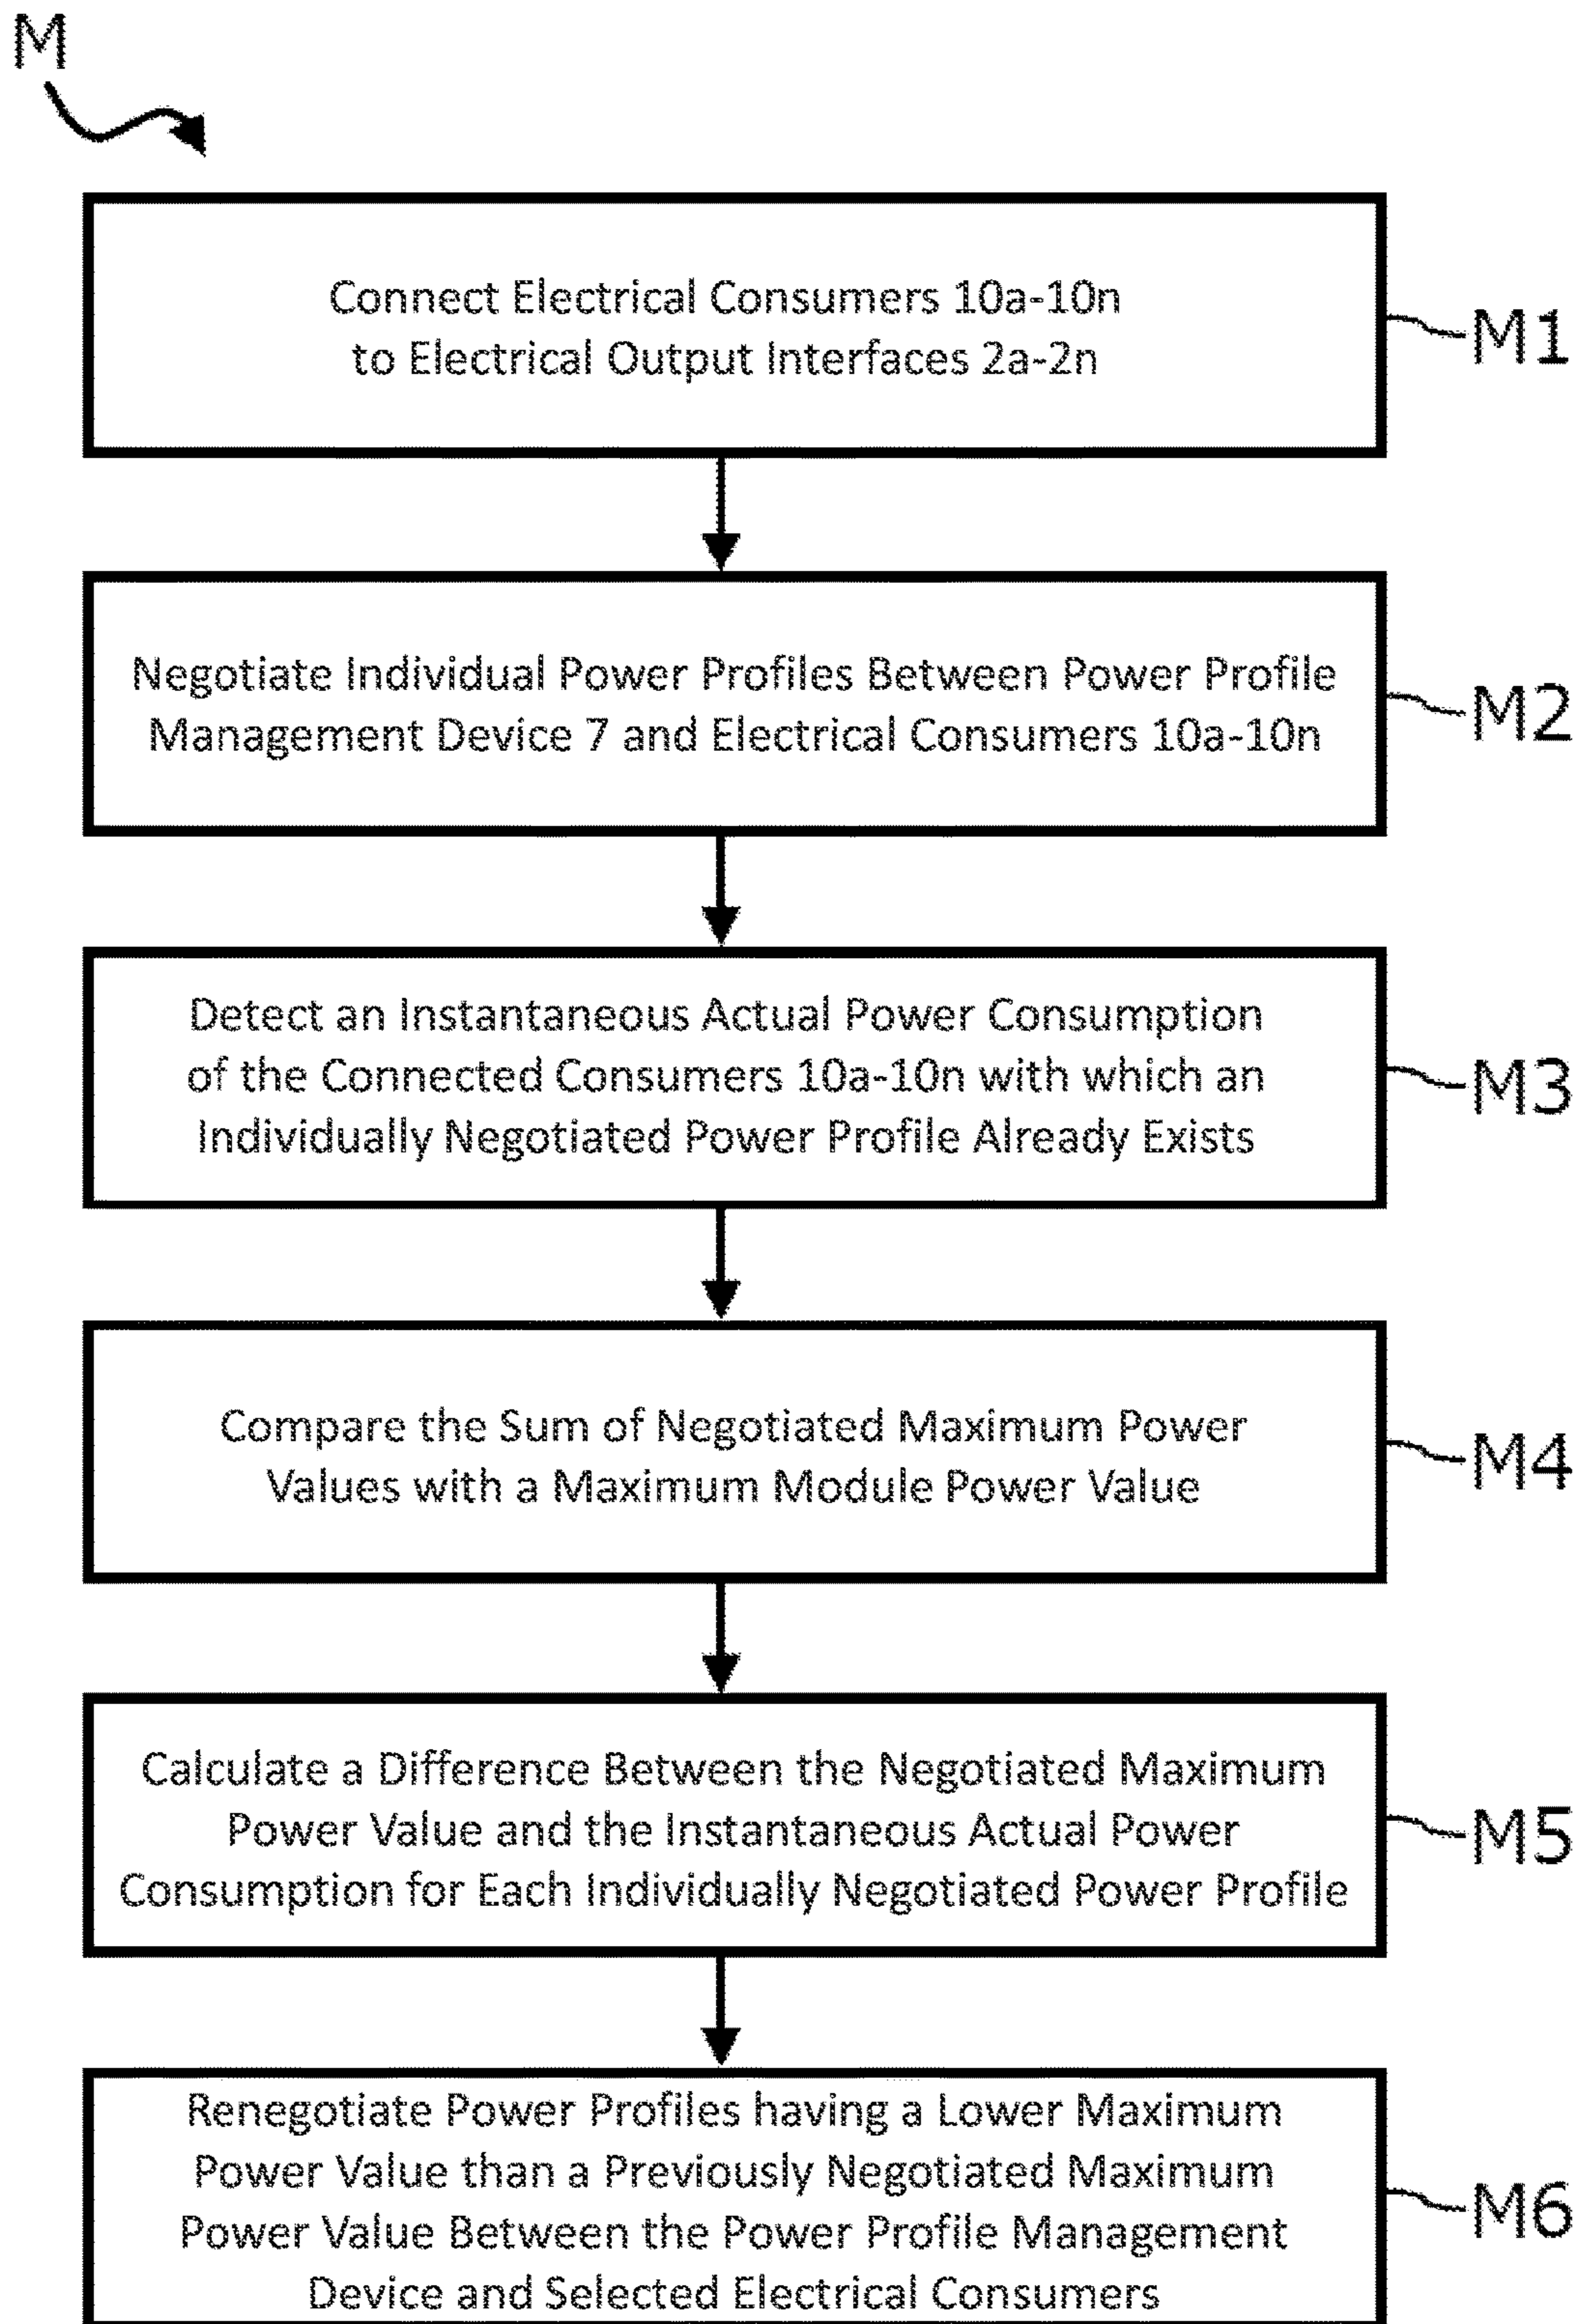 M
Connect Electrical Consumers 10a-10n
to Electrical Output Interfaces 2a-2n
M1
Negotiate Individual Power Profiles Between Power Profile
Management Device 7 and Electrical Consumers 10a-10n
M2
Detect an Instantaneous Actual Power Consumption
of the Connected Consumers 10a-10n with which an
Individually Negotiated Power Profile Already Exists
M3
Compare the Sum of Negotiated Maximum Power
Values with a Maximum Module Power Value
M4
Calculate a Difference Between the Negotiated Maximum
Power Value and the Instantaneous Actual Power
Consumption for Each Individually Negotiated Power Profile
M5
Renegotiate Power Profiles having a Lower Maximum
Power Value than a Previously Negotiated Maximum
Power Value Between the Power Profile Management
Device and Selected Electrical Consumers
M6